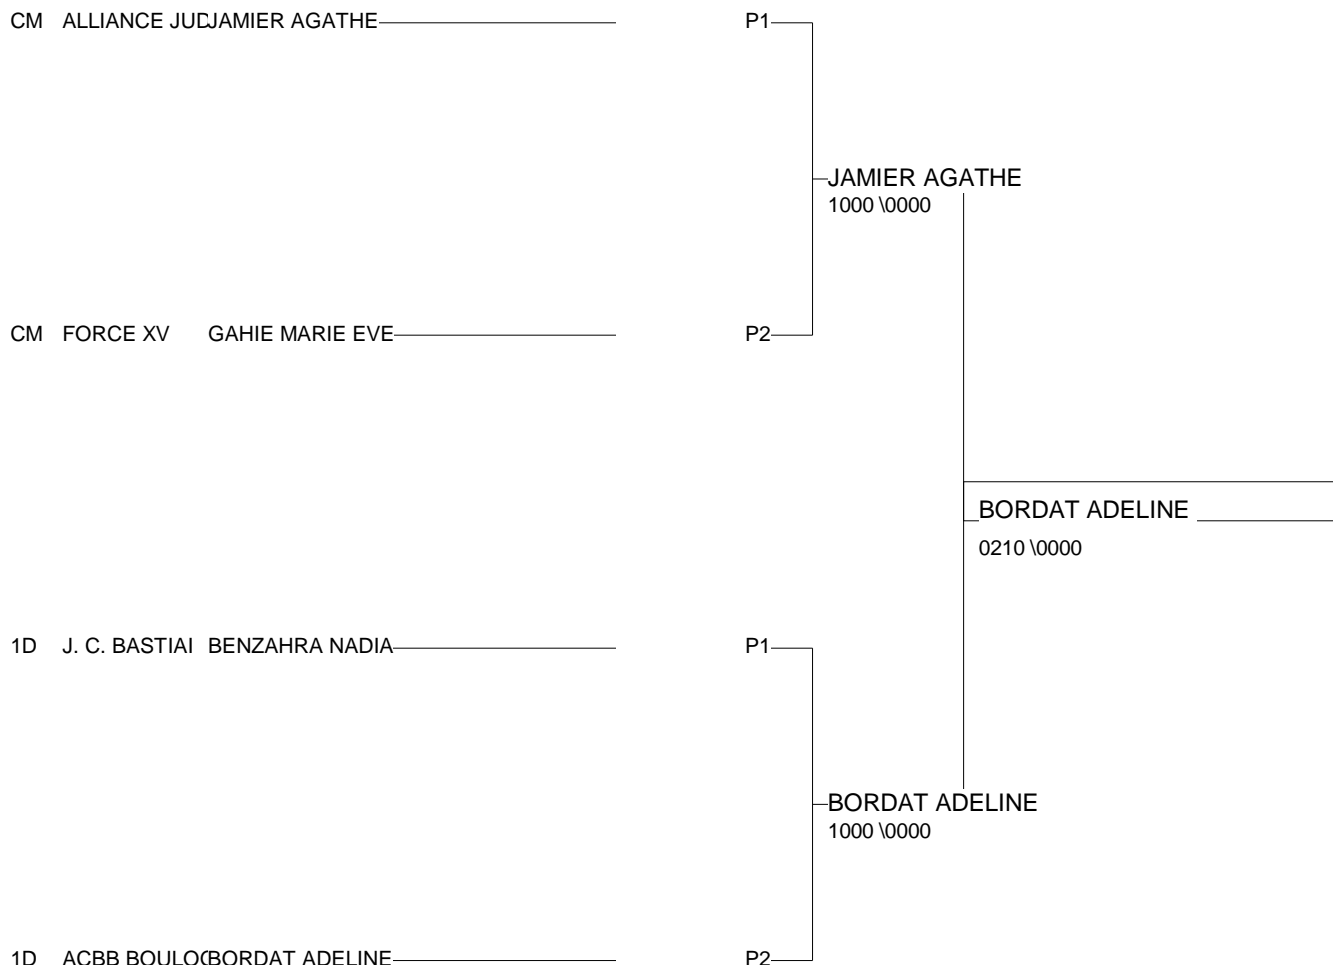 CM ALLIANCE JUDJAMIER AGATHE P1
JAMIER AGATHE
1000 \0000
CM FORCE XV GAHIE MARIE EVE P2
BORDAT ADELINE
0210 \0000
1D J. C. BASTIAI BENZAHRA NADIA P1
BORDAT ADELINE
1000 \0000
1D ACBB BOULOGBORDAT ADELINE P2